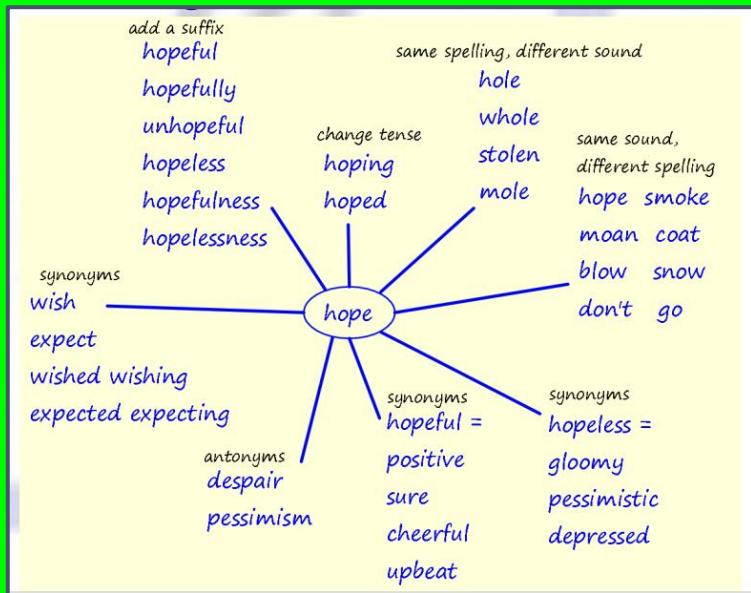 add a suffix
hopeful
hopefully
unhopeful
hopeless
hopefulness
hopelessness
change tense
hoping
hoped
same spelling, different sound
hole
whole
stolen
mole
same sound,
different spelling
hope smoke
moan coat
blow snow
don't go
synonyms
wish
expect
wished wishing
expected expecting
hope
antonyms
despair
pessimism
synonyms
hopeful =
positive
sure
cheerful
upbeat
synonyms
hopeless =
gloomy
pessimistic
depressed